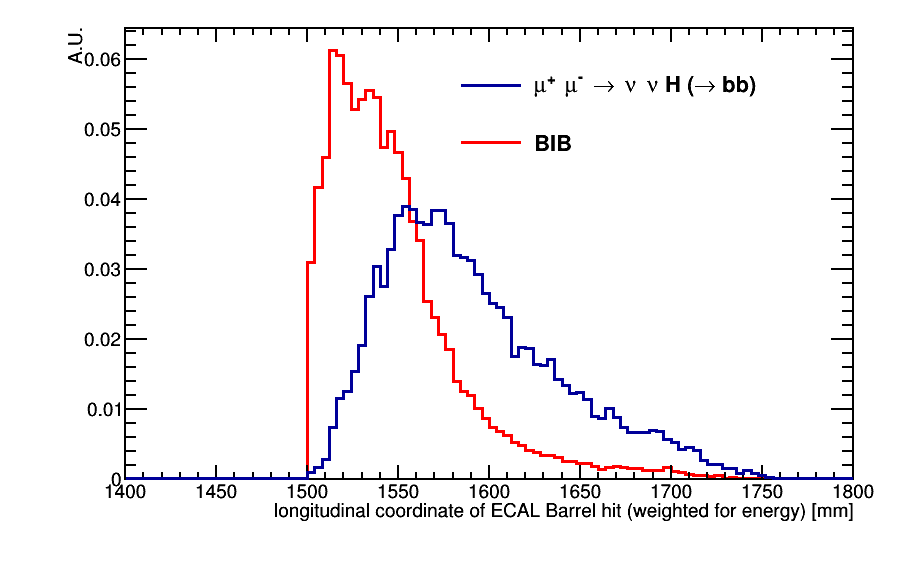 A.U.
0.06
μ⁺ μ⁻ → ν ν H (→ bb)
0.05
BIB
0.04
0.03
0.02
0.01
0
1400 1450 1500 1550 1600 1650 1700 1750 1800
longitudinal coordinate of ECAL Barrel hit (weighted for energy) [mm]